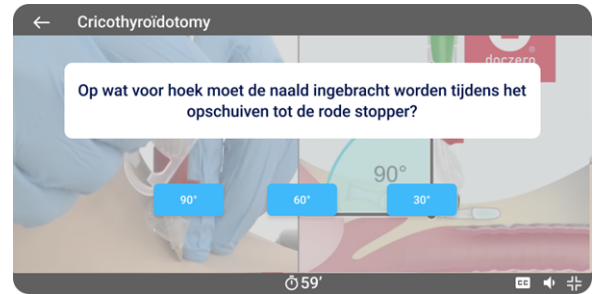 Cricothyroïdotomy
doczero
Op wat voor hoek moet de naald ingebracht worden tijdens het
opschuiven tot de rode stopper?
90°
90°
60°
30°
59’
CC